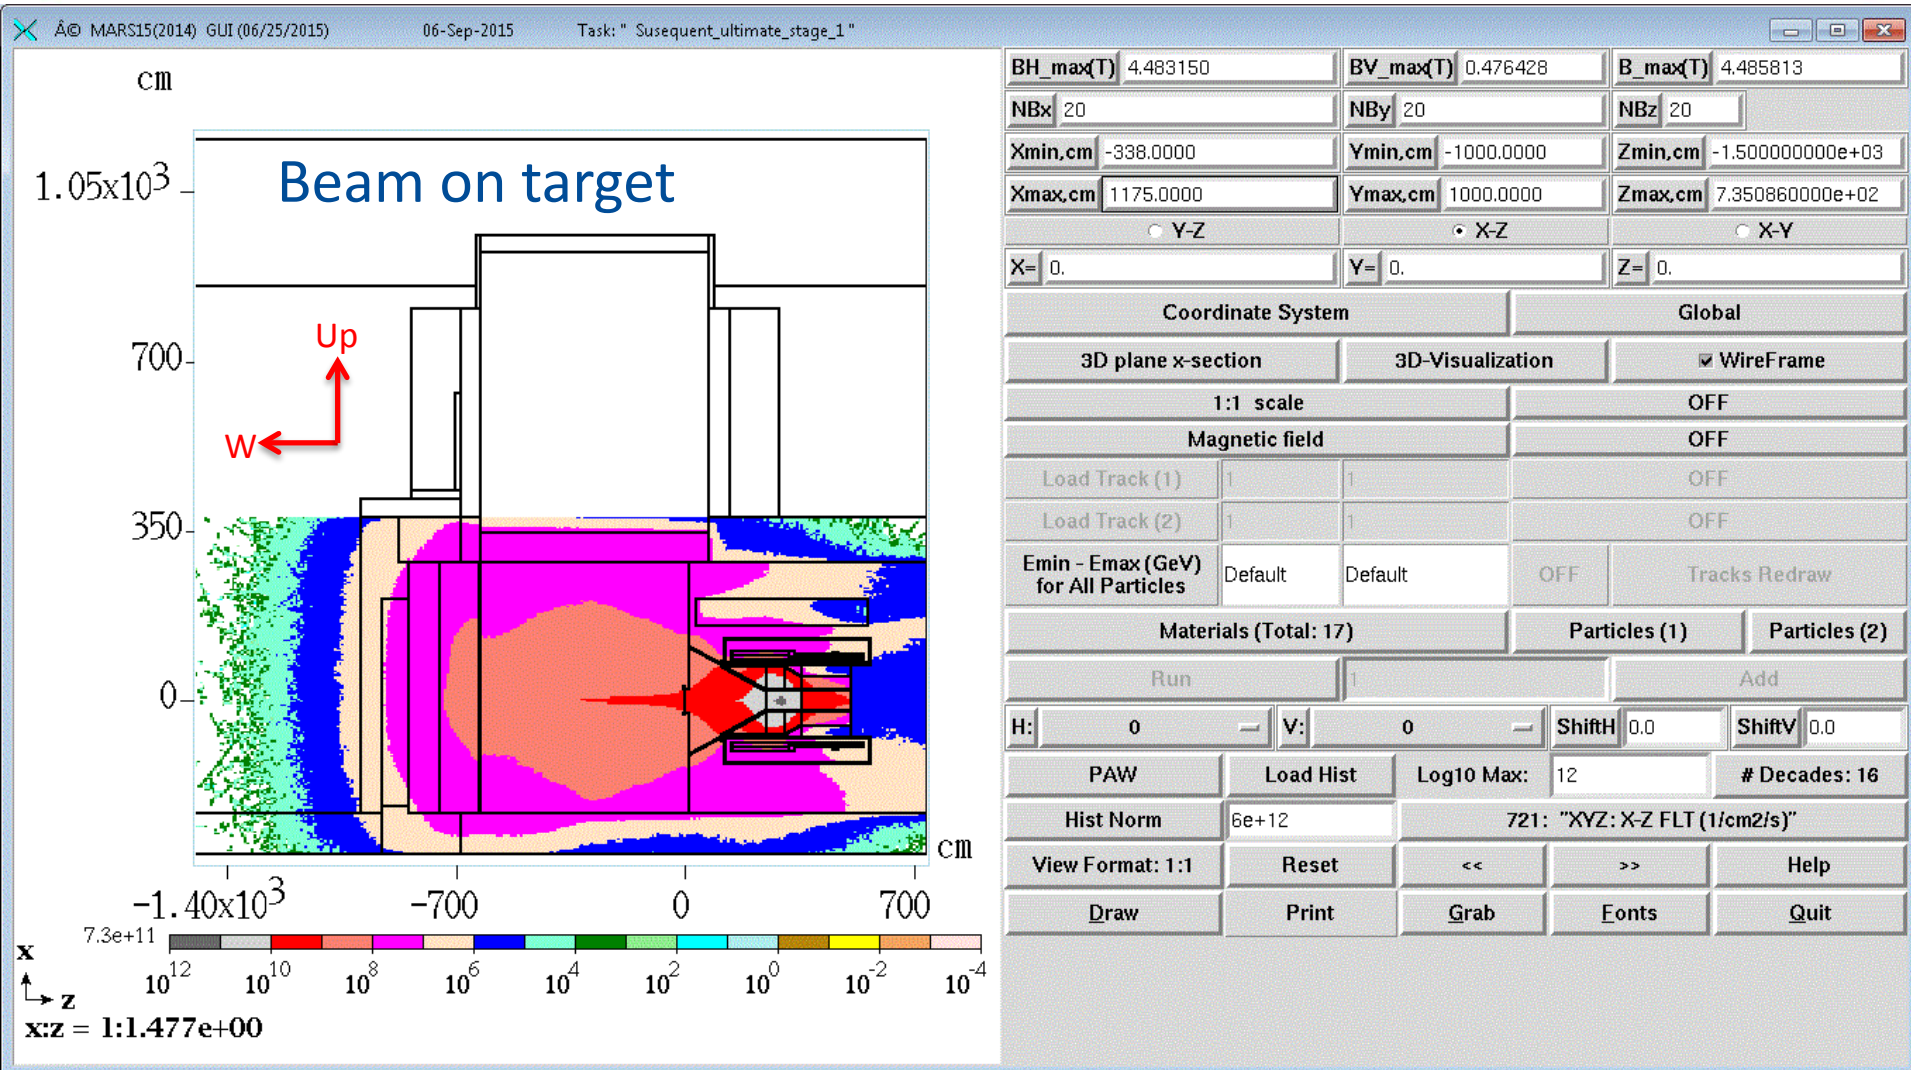 Â© MARS15(2014) GUI (06/25/2015) 06-Sep-2015 Task: " Susequent_ultimate_stage_1 "
cm
Beam on target
1.05x10³
700
350
0
Up
W
cm
-1.40x10³ -700 0 700
7.3e+11
10¹² 10¹⁰ 10⁸ 10⁶ 10⁴ 10² 10⁰ 10⁻² 10⁻⁴
x
z
x:z = 1:1.477e+00
BH_max(T) 4.483150 BV_max(T) 0.476428 B_max(T) 4.485813
NBx 20 NBy 20 NBz 20
Xmin,cm -338.0000 Ymin,cm -1000.0000 Zmin,cm -1.500000000e+03
Xmax,cm 1175.0000 Ymax,cm 1000.0000 Zmax,cm 7.350860000e+02
Y-Z X-Z X-Y
X= 0. Y= 0. Z= 0.
Coordinate System Global
3D plane x-section 3D-Visualization WireFrame
1:1 scale OFF
Magnetic field OFF
Load Track (1) 1 1 OFF
Load Track (2) 1 1 OFF
Emin - Emax (GeV)
for All Particles Default Default OFF Tracks Redraw
Materials (Total: 17) Particles (1) Particles (2)
Run 1 Add
H: 0 V: 0 ShiftH 0.0 ShiftV 0.0
PAW Load Hist Log10 Max: 12 # Decades: 16
Hist Norm 6e+12 721: "XYZ: X-Z FLT (1/cm2/s)"
View Format: 1:1 Reset << >> Help
Draw Print Grab Fonts Quit